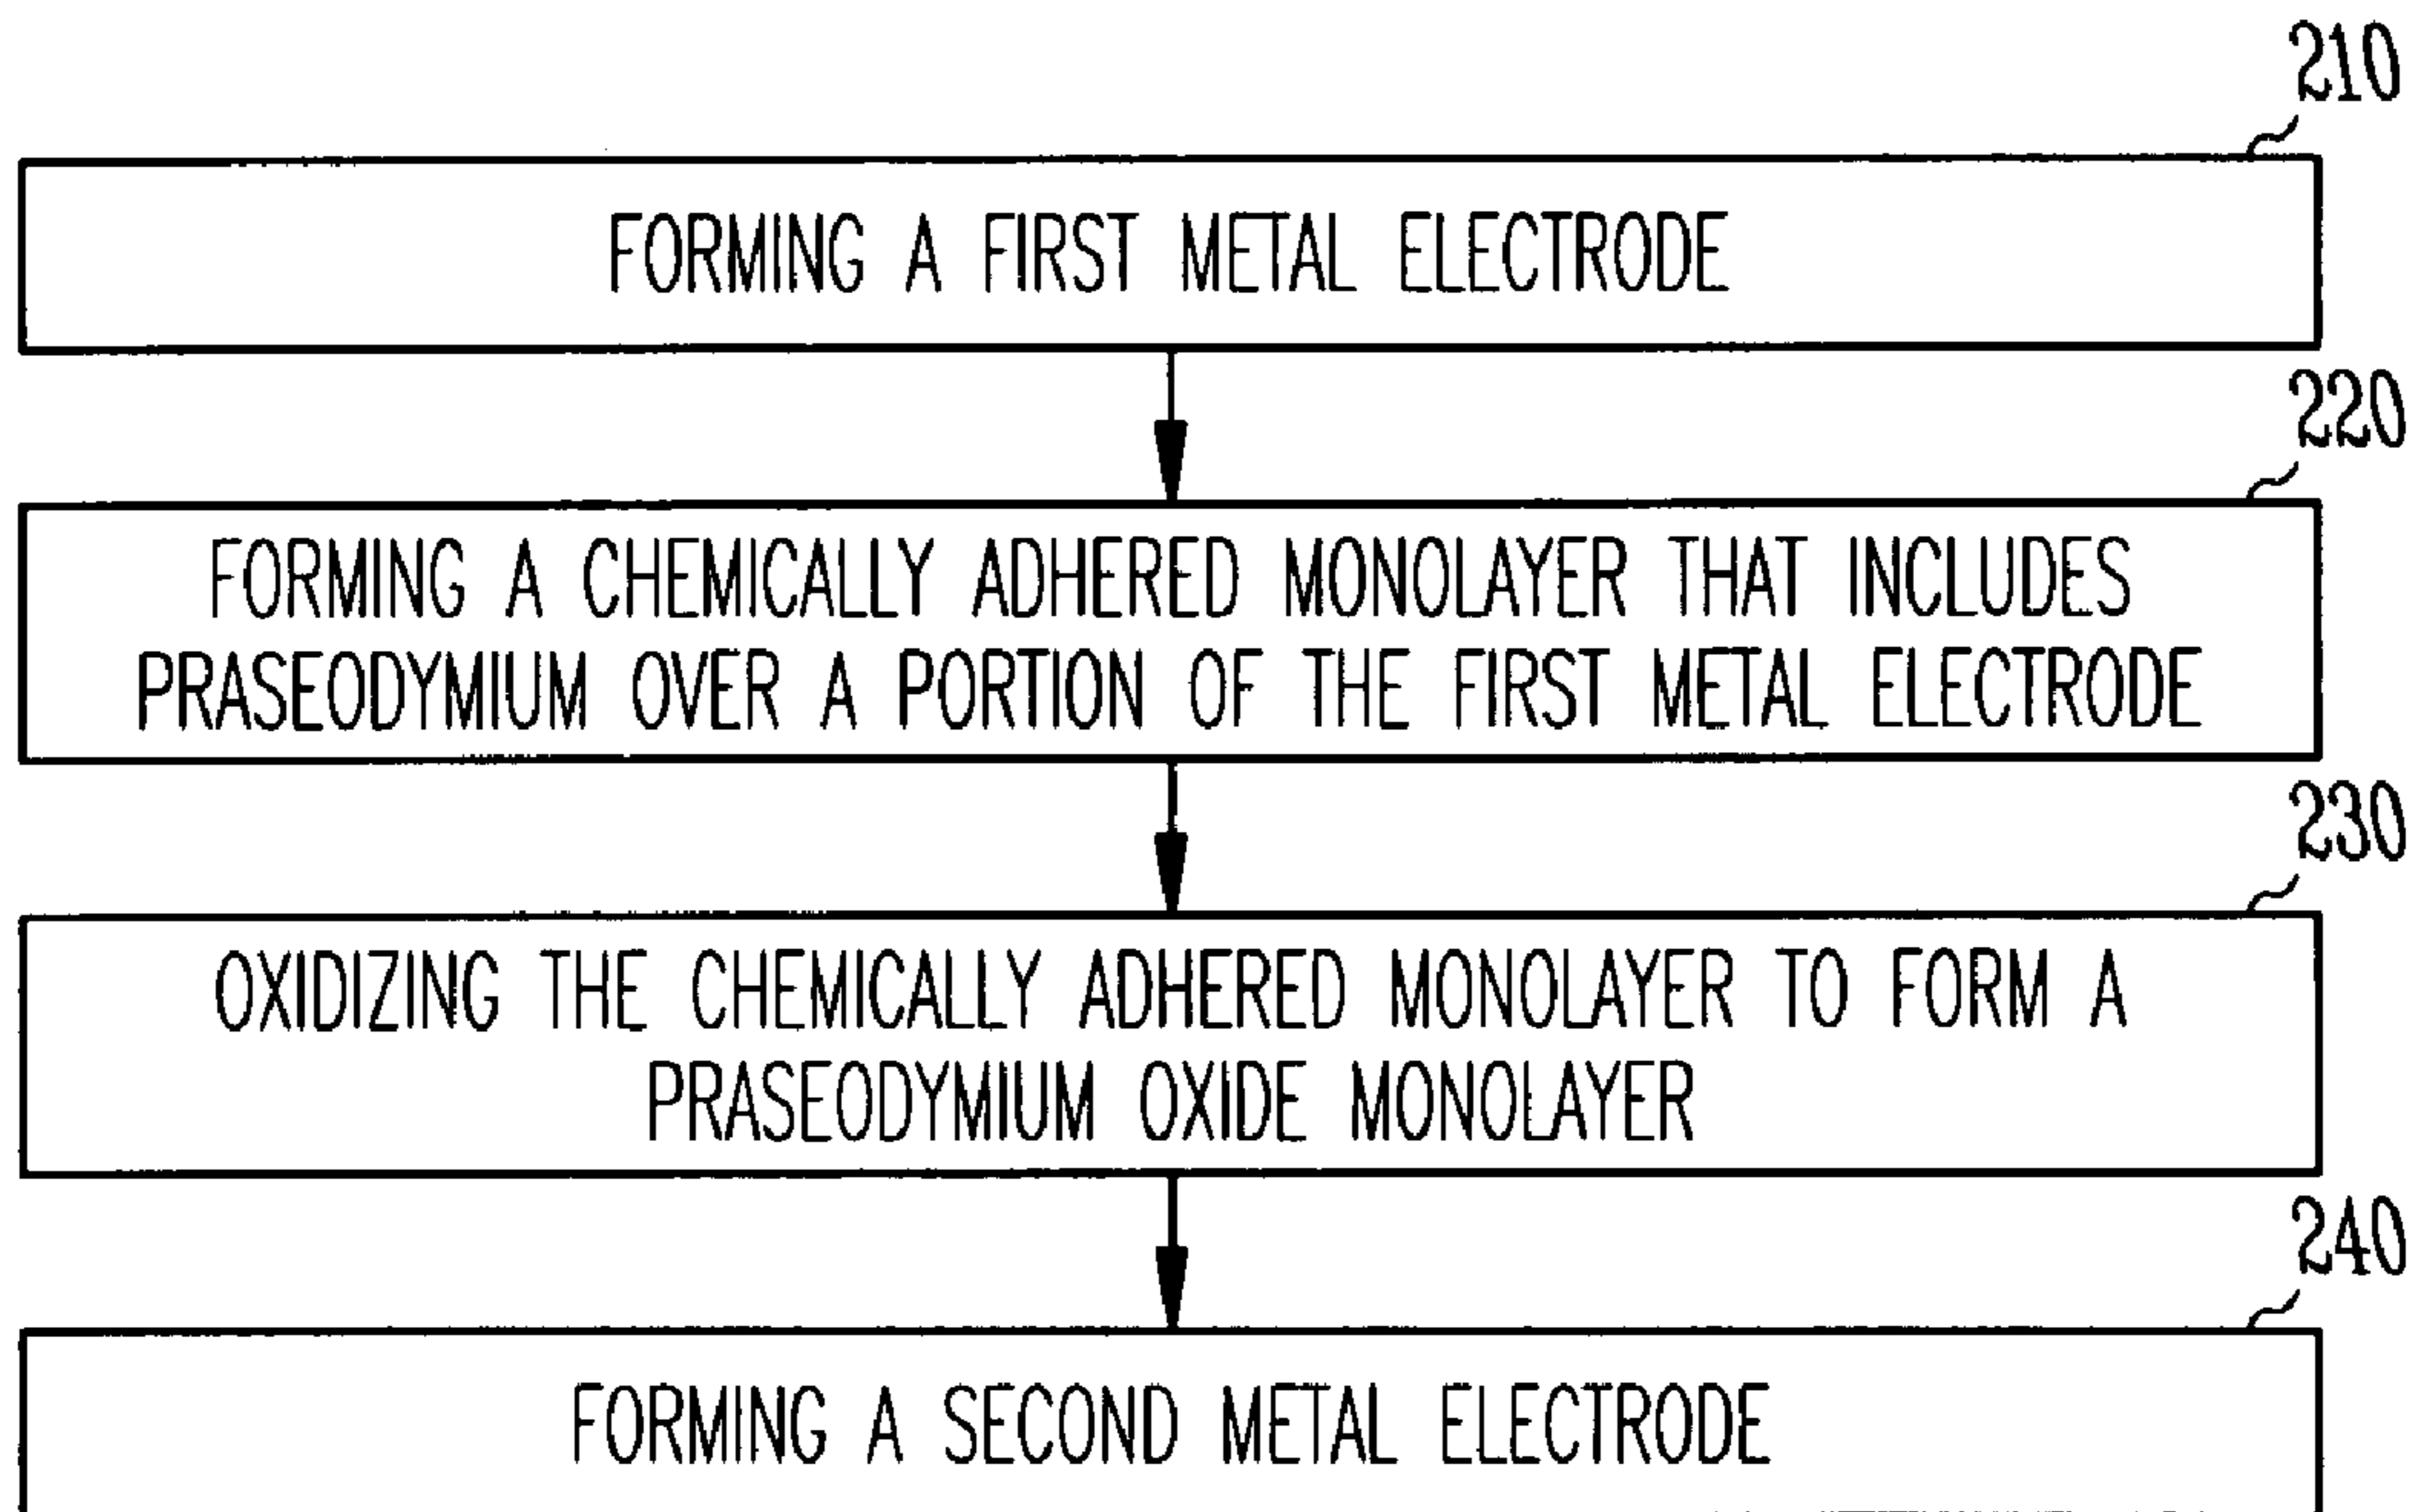 210
FORMING A FIRST METAL ELECTRODE
220
FORMING A CHEMICALLY ADHERED MONOLAYER THAT INCLUDES
PRASEODYMIUM OVER A PORTION OF THE FIRST METAL ELECTRODE
230
OXIDIZING THE CHEMICALLY ADHERED MONOLAYER TO FORM A
PRASEODYMIUM OXIDE MONOLAYER
240
FORMING A SECOND METAL ELECTRODE